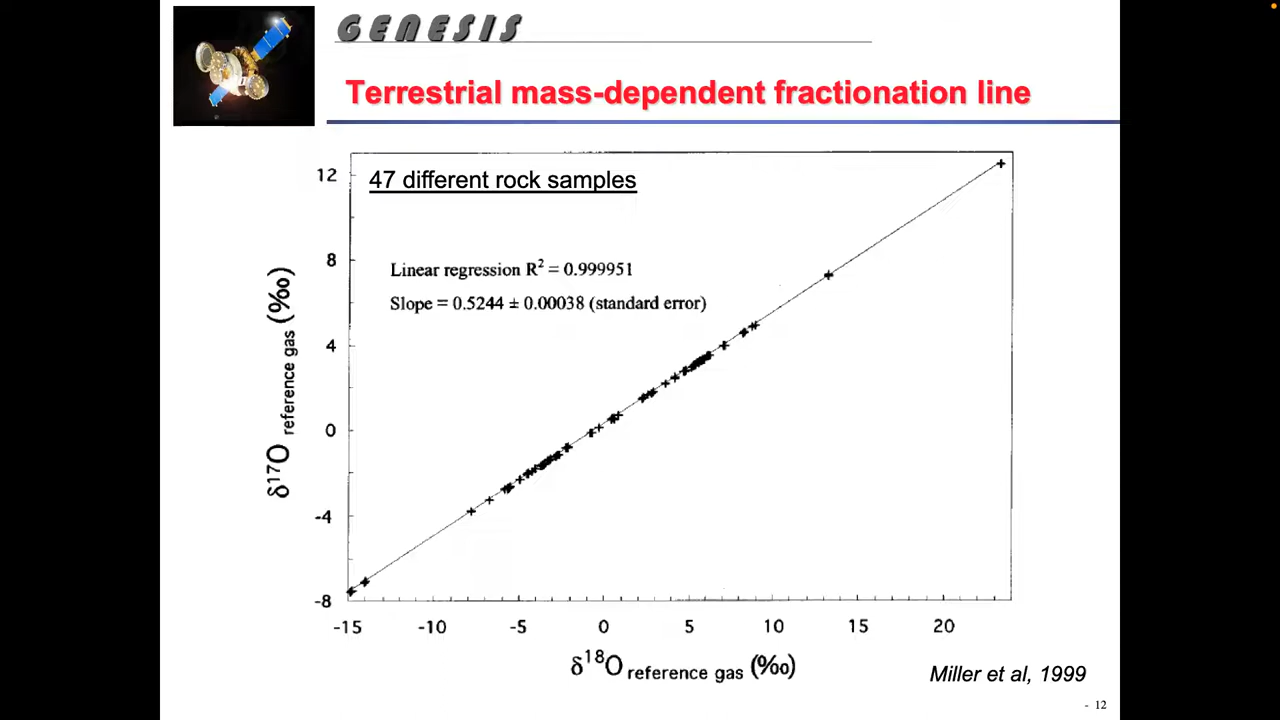 GENESIS
Terrestrial mass-dependent fractionation line
47 different rock samples
Linear regression R² = 0.999951
Slope = 0.5244 ± 0.00038 (standard error)
12
8
4
0
-4
-8
δ¹⁷O reference gas (‰)
-15 -10 -5 0 5 10 15 20
δ¹⁸O reference gas (‰)
Miller et al, 1999
- 12